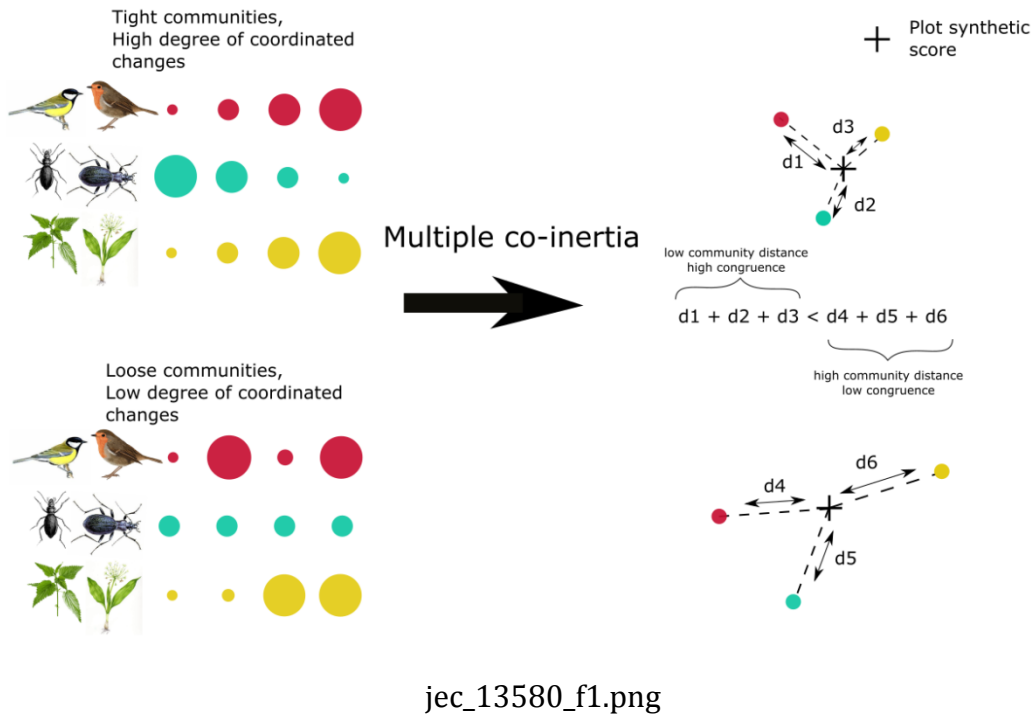 Tight communities,
High degree of coordinated
changes
Plot synthetic
score
d3
d1
d2
Multiple co-inertia
low community distance
high congruence
d1 + d2 + d3 < d4 + d5 + d6
high community distance
low congruence
Loose communities,
Low degree of coordinated
changes
d6
d4
d5
jec_13580_f1.png